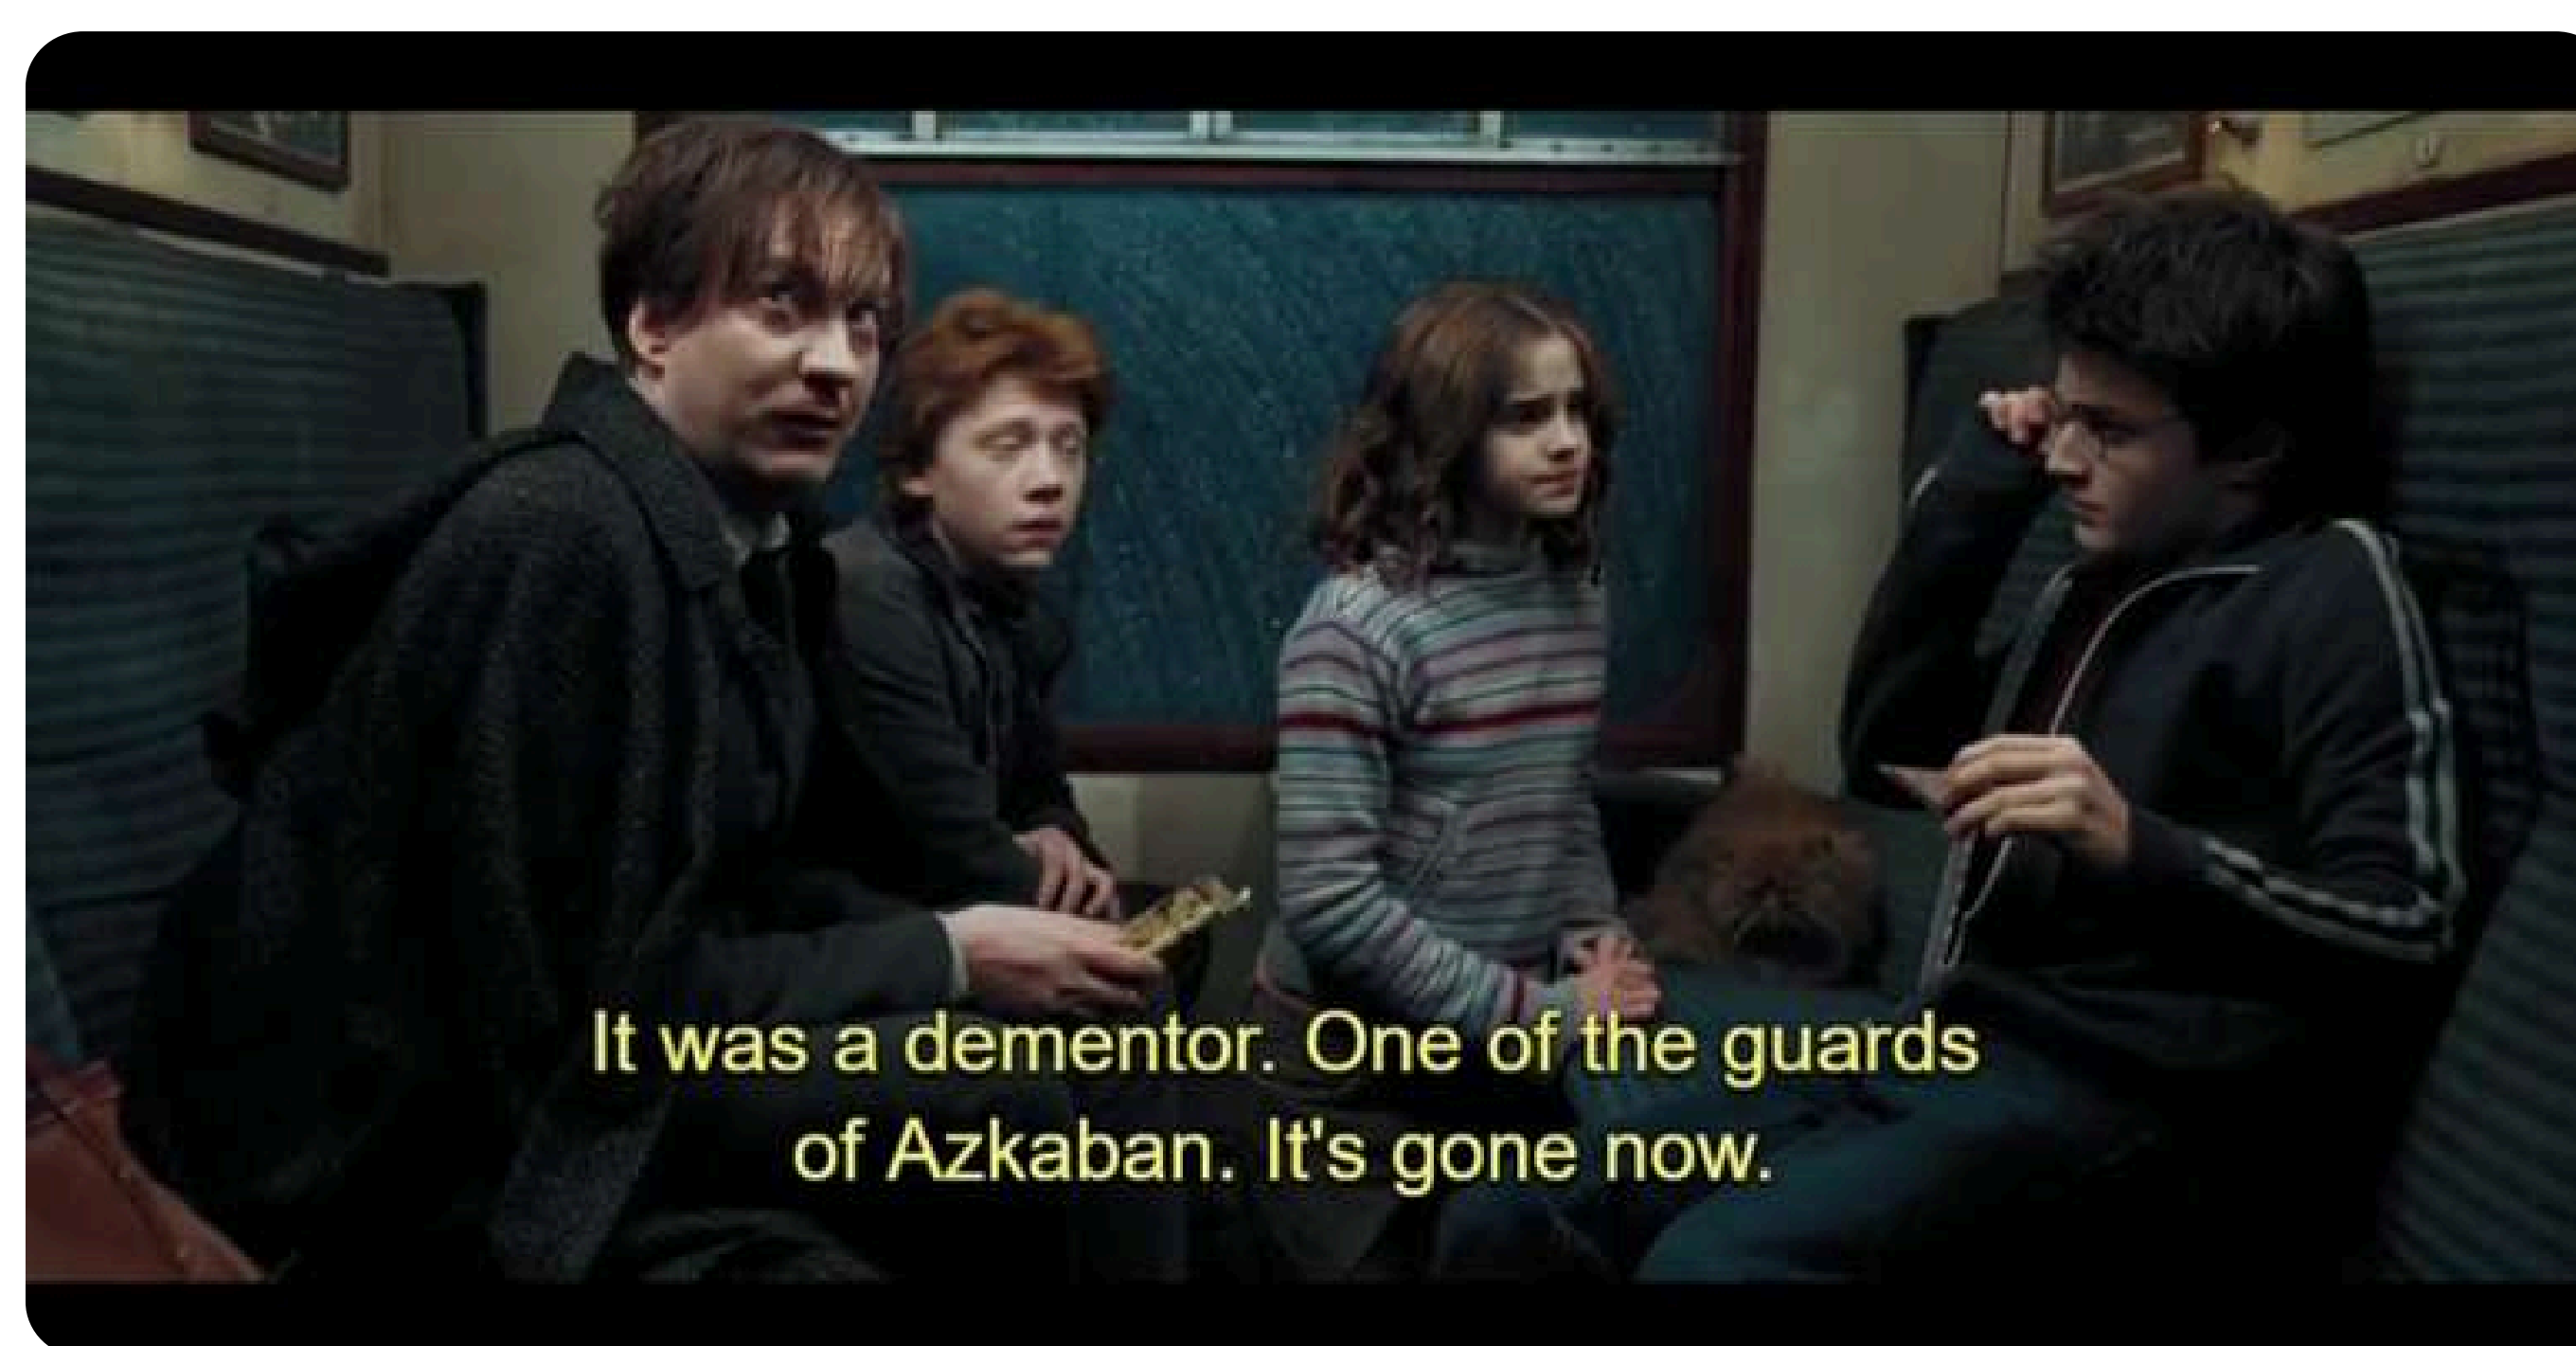 It was a dementor. One of the guards
of Azkaban. It's gone now.